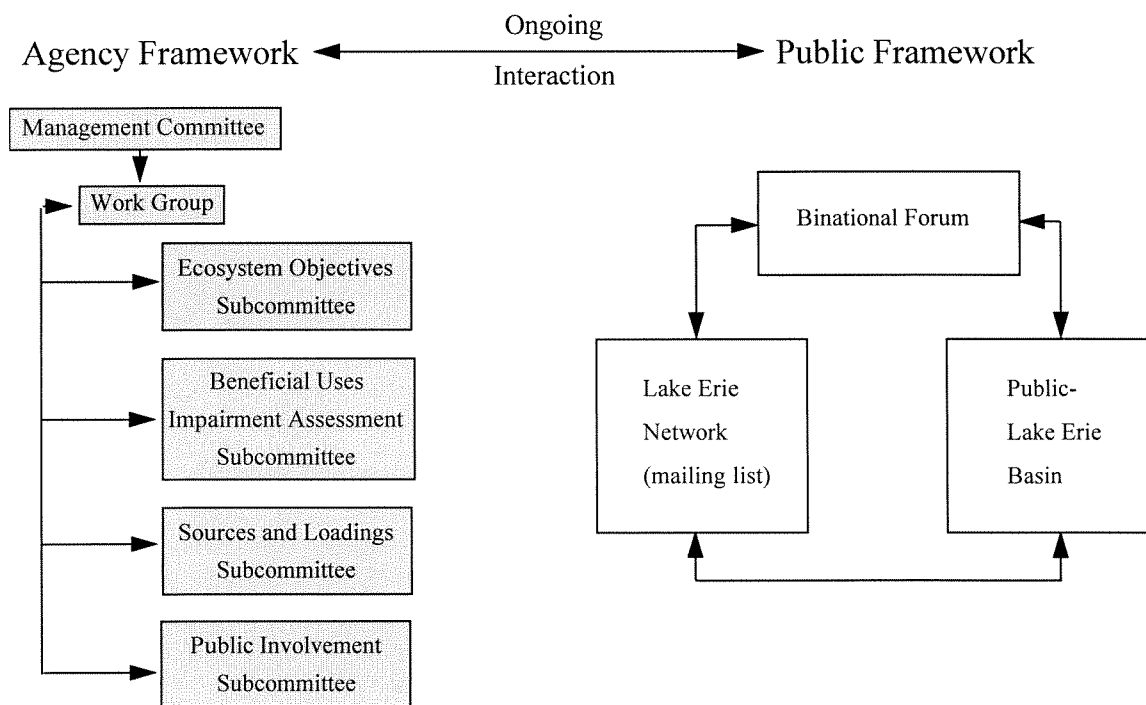 Agency Framework
Ongoing
Interaction
Public Framework
Management Committee
Work Group
Ecosystem Objectives
Subcommittee
Beneficial Uses
Impairment Assessment
Subcommittee
Sources and Loadings
Subcommittee
Public Involvement
Subcommittee
Binational Forum
Lake Erie
Network
(mailing list)
Public-
Lake Erie
Basin